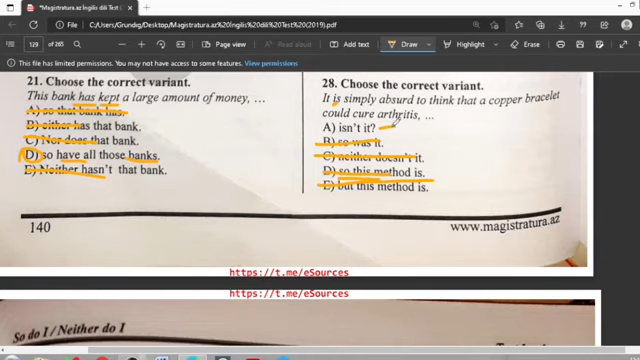 *Magistratura.az İngilis dili Test (2019).pdf
File
C:/Users/Grundig/Desktop/Magistratura.az%20İngilis%20dili%20Test%20(2019).pdf
129 of 265
Page view
Read aloud
Add text
Draw
Highlight
Erase
This file has limited permissions. You may not have access to some features.
View permissions
21. Choose the correct variant.
This bank has kept a large amount of money, …
A) so that bank has.
B) either has that bank.
C) Nor does that bank.
D) so have all those banks.
E) Neither hasn't that bank.
140
28. Choose the correct variant.
It is simply absurd to think that a copper bracelet
could cure arthritis, …
A) isn't it?
B) so was it.
C) neither doesn't it.
D) so this method is.
E) but this method is.
www.magistratura.az
https://t.me/eSources
https://t.me/eSources
So do I / Neither do I